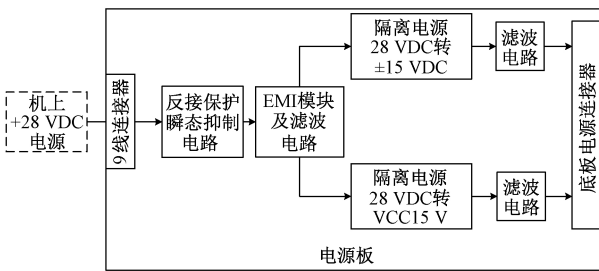 机上
+28 VDC
电源
9线连接器
反接保护
瞬态抑制
电路
EMI模块
及滤波
电路
隔离电源
28 VDC转
±15 VDC
滤波
电路
隔离电源
28 VDC转
VCC15 V
滤波
电路
底板电源连接器
电源板